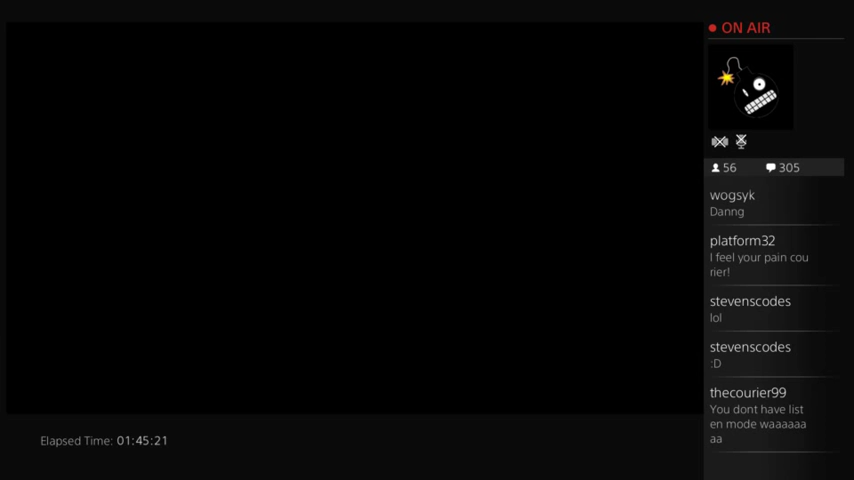 ON AIR
56 305
wogsyk
Danng
platform32
I feel your pain cou
rier!
stevenscodes
lol
stevenscodes
:D
thecourier99
You dont have list
en mode waaaaaa
aa
Elapsed Time: 01:45:21